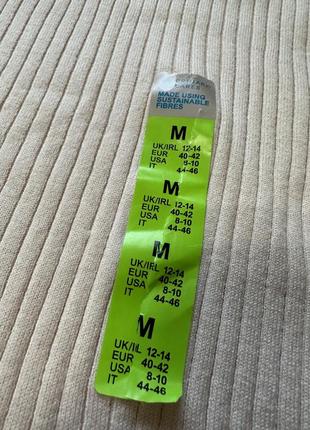 CARES
MADE USING
SUSTAINABLE
FIBRES
M
UK/IRL 12-14
EUR 40-42
USA 8-10
IT 44-46
M
UK/IRL 12-14
EUR 40-42
USA 8-10
IT 44-46
M
UK/IRL 12-14
EUR 40-42
USA 8-10
IT 44-46
M
UK/IRL 12-14
EUR 40-42
USA 8-10
IT 44-46